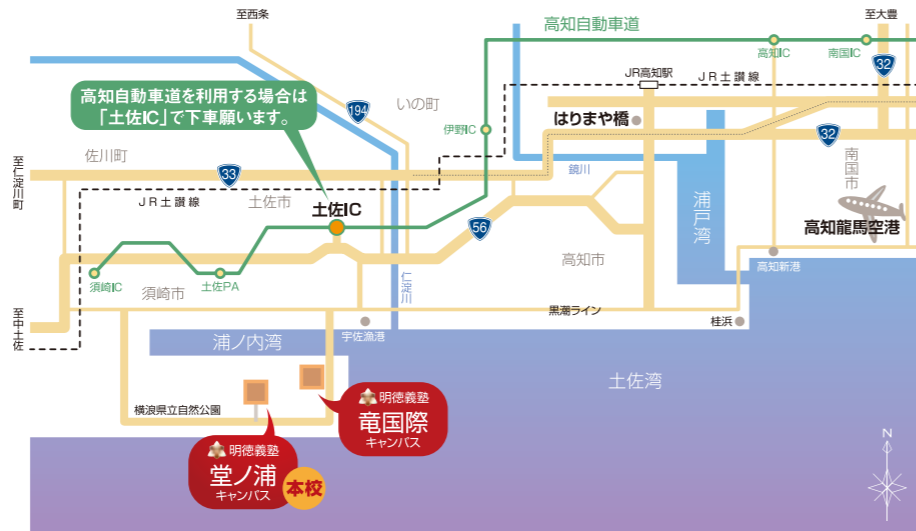 至西条
高知自動車道
至大豊
高知IC
南国IC
32
JR高知駅
JR土讃線
高知自動車道を利用する場合は
「土佐IC」で下車願います。
194
いの町
伊野IC
はりまや橋
32
至仁淀川町
佐川町
33
鏡川
南国市
JR土讃線
土佐市
土佐IC
56
浦戸湾
高知龍馬空港
須崎IC
土佐PA
須崎市
仁淀川
高知市
高知新港
至中土佐
黒潮ライン
宇佐漁港
桂浜
浦ノ内湾
土佐湾
明徳義塾
竜国際
キャンパス
横浪県立自然公園
明徳義塾
堂ノ浦
キャンパス
本校
N